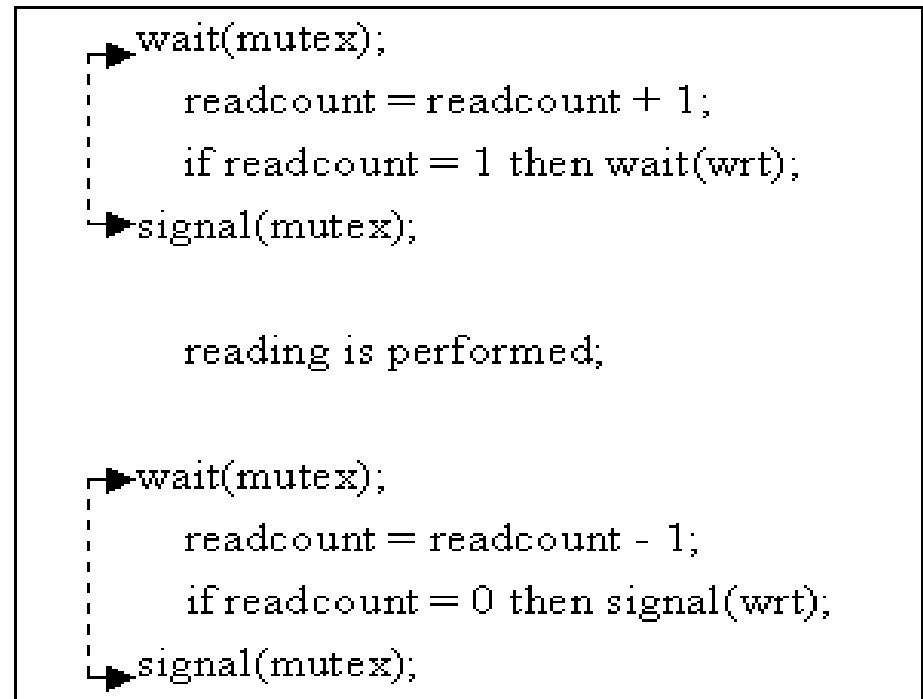 wait(mutex);
readcount = readcount + 1;
if readcount = 1 then wait(wrt);
signal(mutex);
reading is performed;
wait(mutex);
readcount = readcount - 1;
if readcount = 0 then signal(wrt);
signal(mutex);